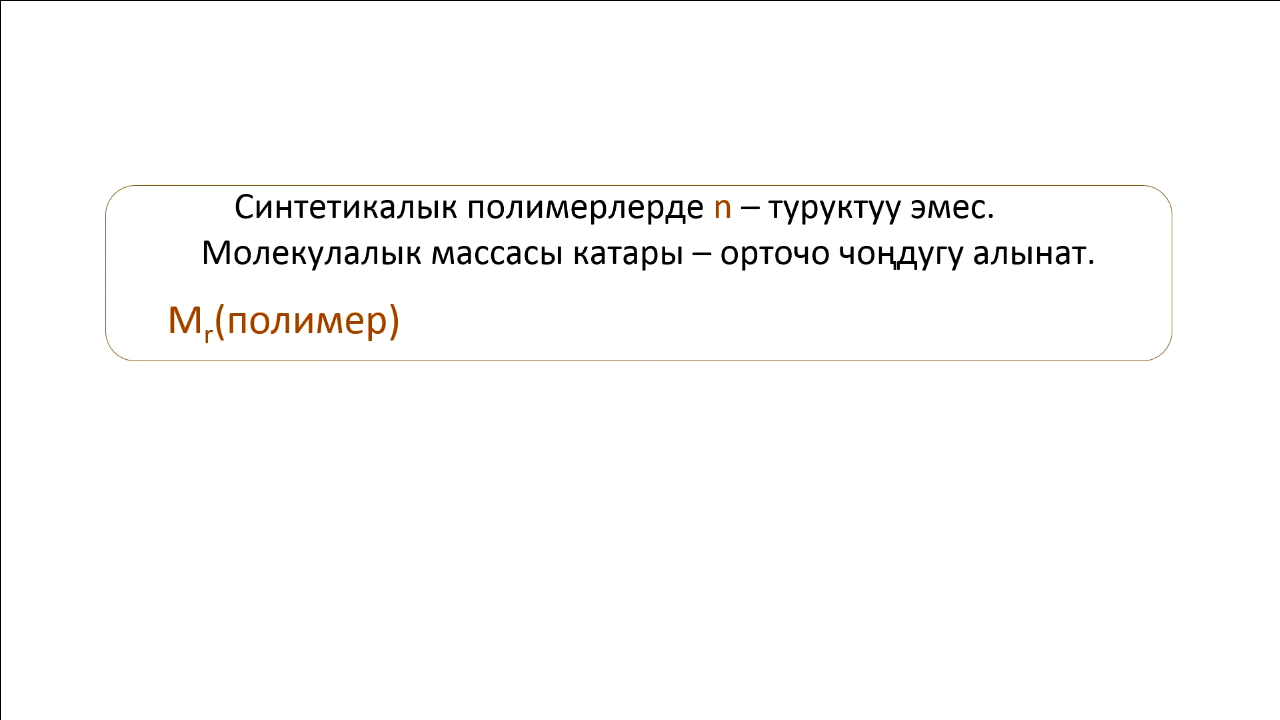 Синтетикалык полимерлерде n – туруктуу эмес.
Молекулалык массасы катары – орточо чоңдугу алынат.
Mr(полимер)